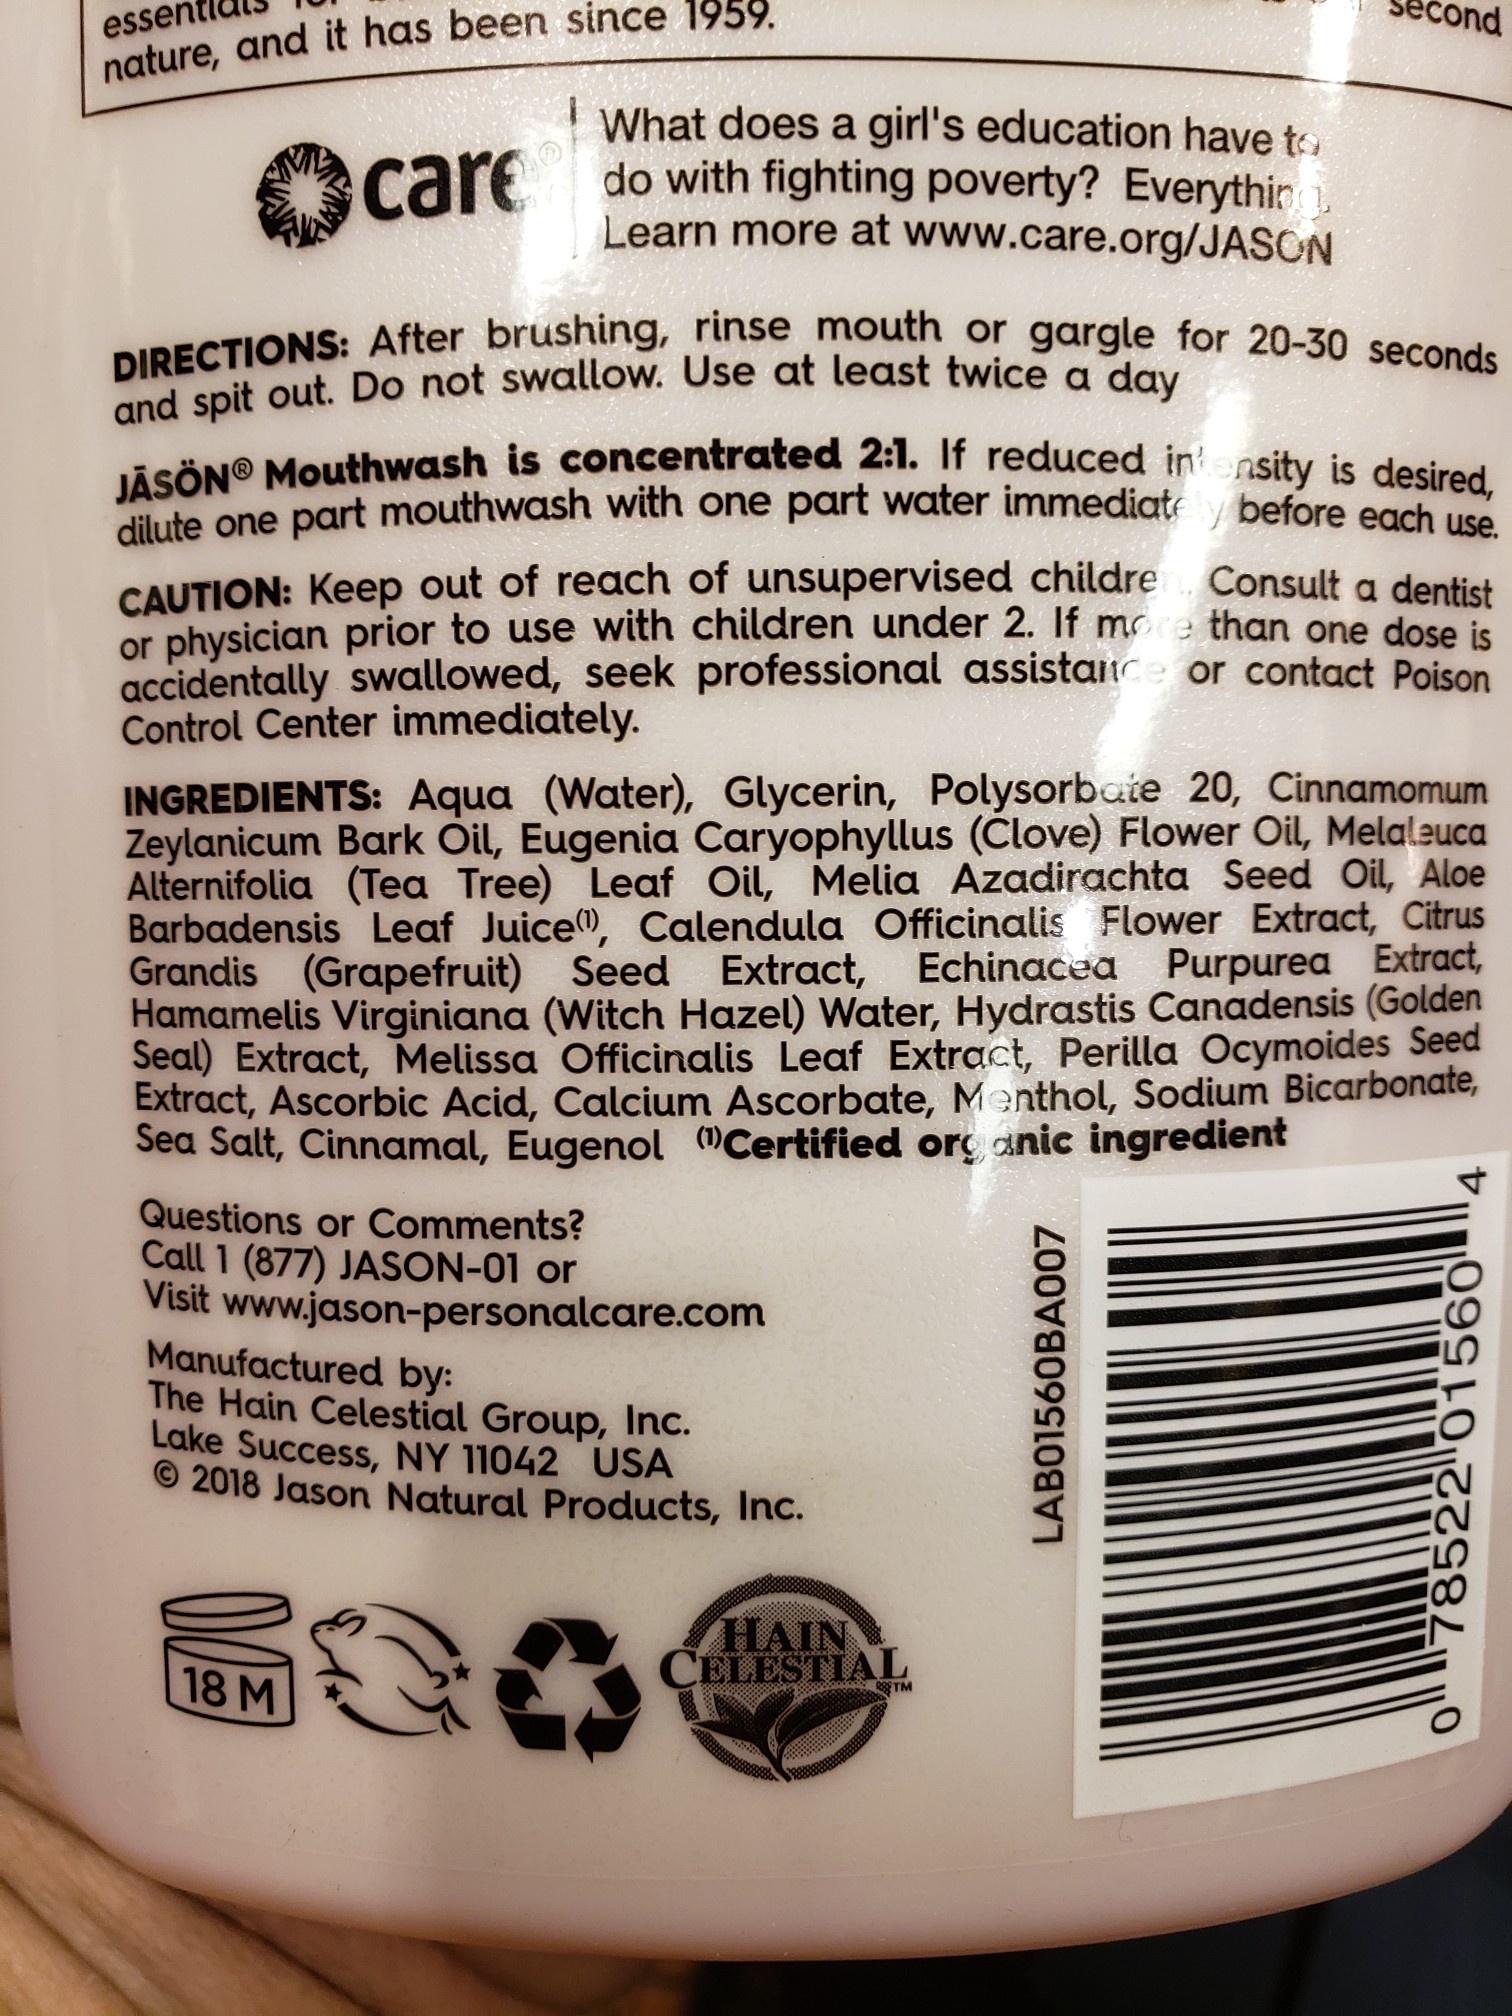 essentials
second
nature, and it has been since 1959.
care®
What does a girl's education have to
do with fighting poverty? Everything.
Learn more at www.care.org/JASON
DIRECTIONS: After brushing, rinse mouth or gargle for 20-30 seconds
and spit out. Do not swallow. Use at least twice a day
JĀSÖN® Mouthwash is concentrated 2:1. If reduced intensity is desired,
dilute one part mouthwash with one part water immediately before each use.
CAUTION: Keep out of reach of unsupervised children. Consult a dentist
or physician prior to use with children under 2. If more than one dose is
accidentally swallowed, seek professional assistance or contact Poison
Control Center immediately.
INGREDIENTS: Aqua (Water), Glycerin, Polysorbate 20, Cinnamomum
Zeylanicum Bark Oil, Eugenia Caryophyllus (Clove) Flower Oil, Melaleuca
Alternifolia (Tea Tree) Leaf Oil, Melia Azadirachta Seed Oil, Aloe
Barbadensis Leaf Juice(1), Calendula Officinalis Flower Extract, Citrus
Grandis (Grapefruit) Seed Extract, Echinacea Purpurea Extract,
Hamamelis Virginiana (Witch Hazel) Water, Hydrastis Canadensis (Golden
Seal) Extract, Melissa Officinalis Leaf Extract, Perilla Ocymoides Seed
Extract, Ascorbic Acid, Calcium Ascorbate, Menthol, Sodium Bicarbonate,
Sea Salt, Cinnamal, Eugenol (1)Certified organic ingredient
Questions or Comments?
Call 1 (877) JASON-01 or
Visit www.jason-personalcare.com
Manufactured by:
The Hain Celestial Group, Inc.
Lake Success, NY 11042 USA
© 2018 Jason Natural Products, Inc.
18 M
HAIN
CELESTIAL™
LAB01560BA007
0 78522 01560 4